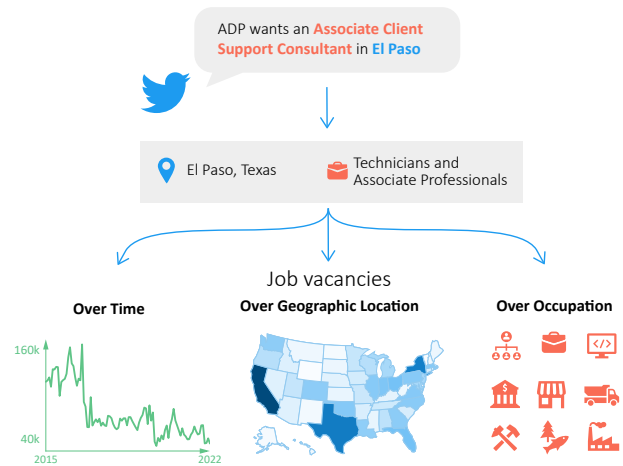 ADP wants an Associate Client
Support Consultant in El Paso
El Paso, Texas
Technicians and
Associate Professionals
Job vacancies
Over Time
Over Geographic Location
Over Occupation
160k
40k
2015
2022